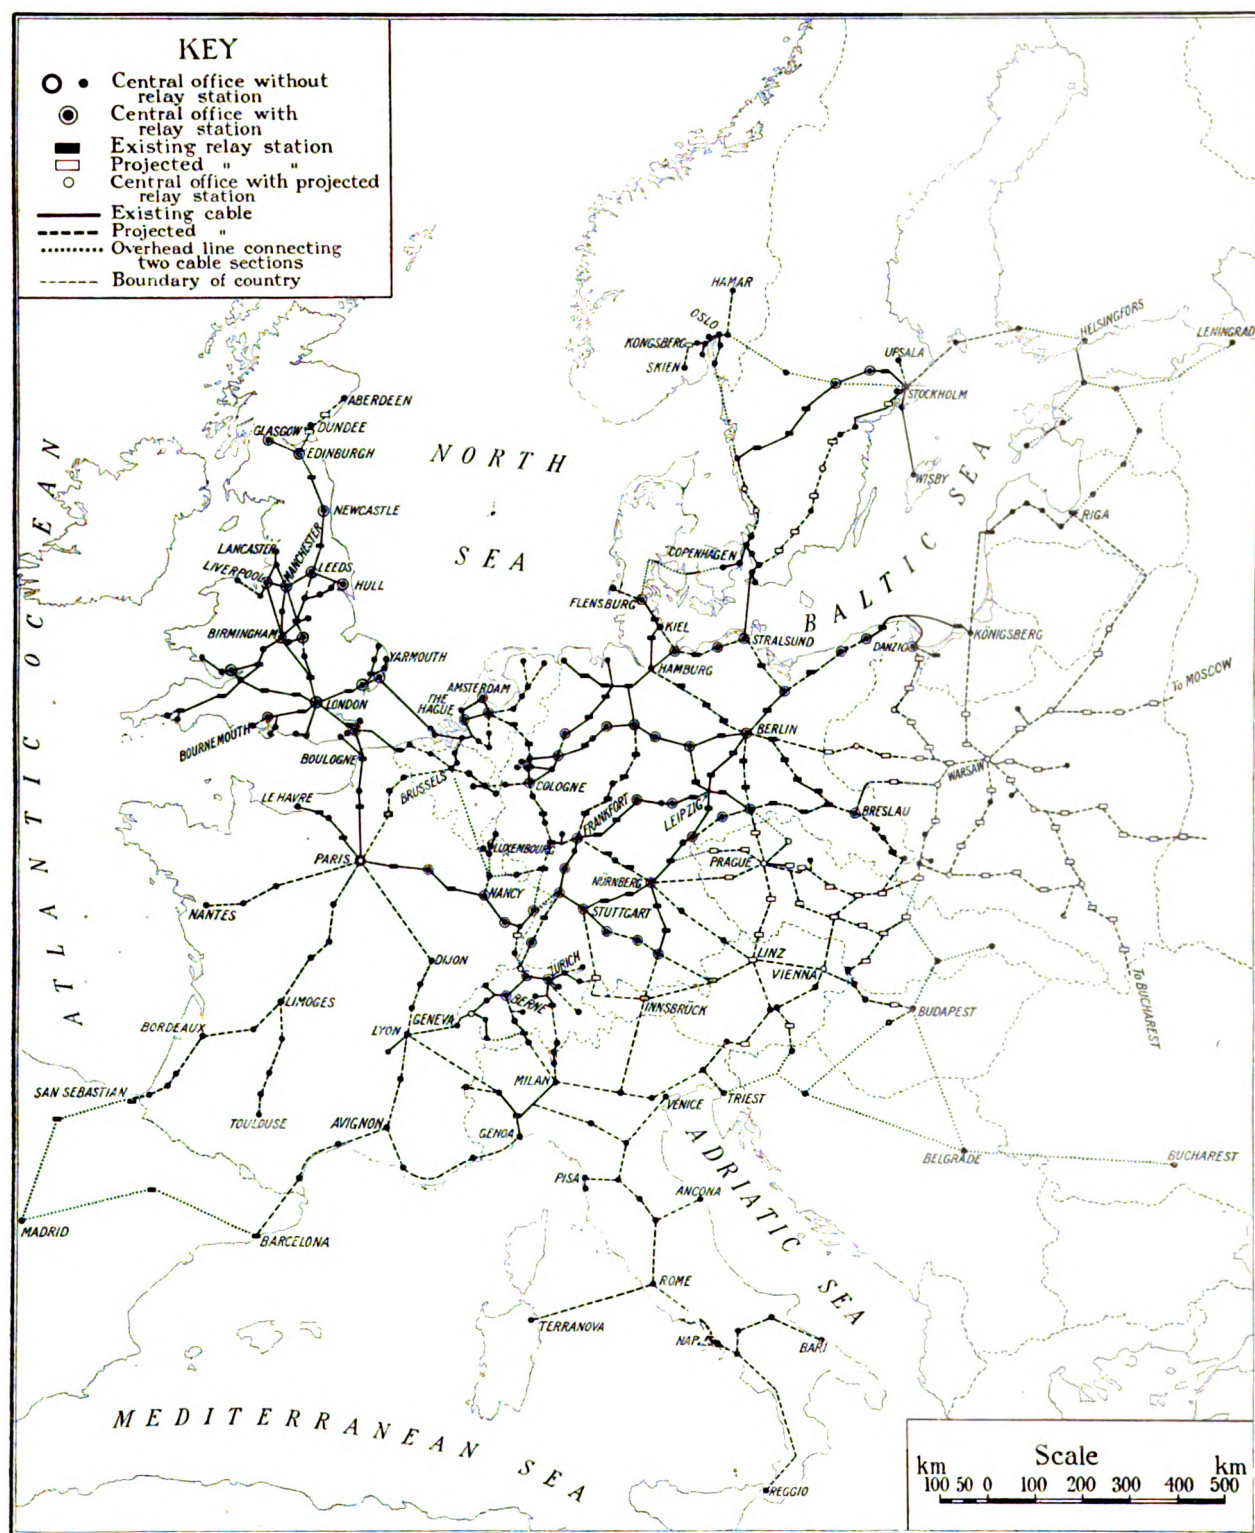 KEY
Central office without
relay station
Central office with
relay station
Existing relay station
Projected " "
Central office with projected
relay station
Existing cable
Projected "
Overhead line connecting
two cable sections
Boundary of country
HAMAR
OSLO
KONGSBERG
SKIEN
UPSALA
STOCKHOLM
HELSINGFORS
LENINGRAD
WISBY
RIGA
ABERDEEN
DUNDEE
GLASGOW
EDINBURGH
NEWCASTLE
NORTH
SEA
ATLANTIC OCEAN
BALTIC SEA
LANCASTER
MANCHESTER
LIVERPOOL
LEEDS
HULL
BIRMINGHAM
YARMOUTH
LONDON
BOURNEMOUTH
COPENHAGEN
FLENSBURG
KIEL
STRALSUND
HAMBURG
DANZIG
KÖNIGSBERG
To MOSCOW
AMSTERDAM
THE
HAGUE
BERLIN
BOULOGNE
BRUSSELS
COLOGNE
WARSAW
LE HAVRE
FRANKFORT
LEIPZIG
BRESLAU
LUXEMBOURG
PARIS
PRAGUE
NÜRNBERG
NANCY
STUTTGART
NANTES
DIJON
ZURICH
LINZ
VIENNA
To BUCHAREST
LIMOGES
BERNE
INNSBRÜCK
BORDEAUX
GENEVA
LYON
BUDAPEST
MILAN
SAN SEBASTIAN
TOULOUSE
AVIGNON
VENICE
TRIEST
GENOA
BELGRADE
BUCHAREST
PISA
ANCONA
ADRIATIC SEA
MADRID
BARCELONA
ROME
TERRANOVA
NAPLES
BARI
MEDITERRANEAN SEA
REGGIO
Scale
km km
100 50 0 100 200 300 400 500